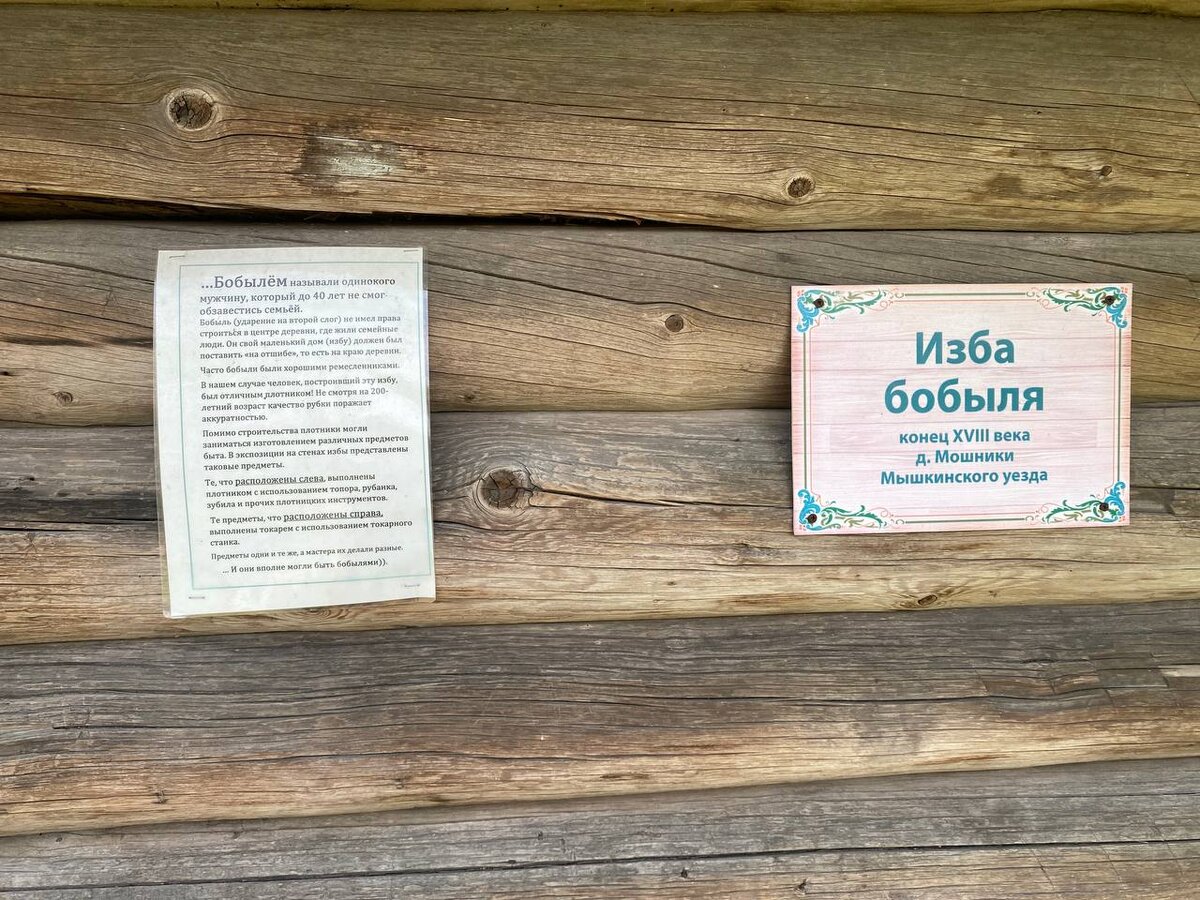 ...Бобылём называли одинокого
мужчину, который до 40 лет не смог
обзавестись семьёй.
Бобыль (ударение на второй слог) не имел права
строиться в центре деревни, где жили семейные
люди. Он свой маленький дом (избу) должен был
поставить «на отшибе», то есть на краю деревни.
Часто бобыли были хорошими ремесленниками.
В нашем случае человек, построивший эту избу,
был отличным плотником! Не смотря на 200-
летний возраст качество рубки поражает
аккуратностью.
Помимо строительства плотники могли
заниматься изготовлением различных предметов
быта. В экспозиции на стенах избы представлены
таковые предметы.
Те, что расположены слева, выполнены
плотником с использованием топора, рубанка,
зубила и прочих плотницких инструментов.
Те предметы, что расположены справа,
выполнены токарем с использованием токарного
станка.
Предметы одни и те же, а мастера их делали разные.
... И они вполне могли быть бобылями)).
Изба
бобыля
конец XVIII века
д. Мошники
Мышкинского уезда